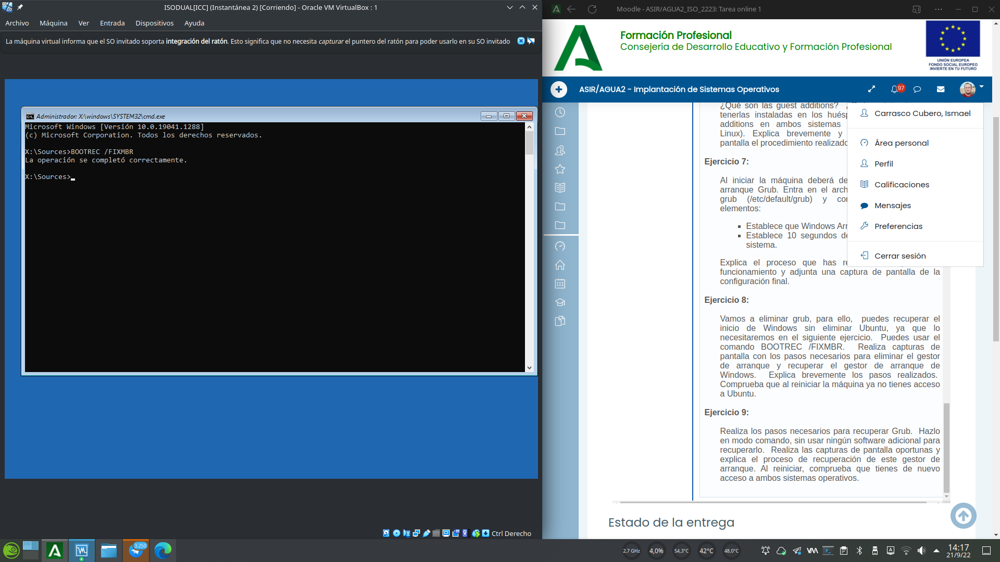 ISODUAL[ICC] (Instantánea 2) [Corriendo] - Oracle VM VirtualBox : 1
Archivo Máquina Ver Entrada Dispositivos Ayuda
La máquina virtual informa que el SO invitado soporta integración del ratón. Esto significa que no necesita capturar el puntero del ratón para poder usarlo en su SO invitado
Administrador: X:\windows\SYSTEM32\cmd.exe
Microsoft Windows [Versión 10.0.19041.1288]
(c) Microsoft Corporation. Todos los derechos reservados.
X:\Sources>BOOTREC /FIXMBR
La operación se completó correctamente.
X:\Sources>
Ctrl Derecho
Moodle - ASIR/AGUA2_ISO_2223: Tarea online 1
Formación Profesional
Consejería de Desarrollo Educativo y Formación Profesional
UNIÓN EUROPEA
FONDO SOCIAL EUROPEO
INVIERTE EN TU FUTURO
ASIR/AGUA2 - Implantación de Sistemas Operativos
97
Carrasco Cubero, Ismael
Área personal
Perfil
Calificaciones
Mensajes
Preferencias
Cerrar sesión
¿Qué son las guest additions?
tenerlas instaladas en los huésp
additions en ambos sistemas
Linux). Explica brevemente y
pantalla el procedimiento realizado
Ejercicio 7:
Al iniciar la máquina deberá de
arranque Grub. Entra en el arch
grub (/etc/default/grub) y con
elementos:
Establece que Windows Arr
Establece 10 segundos de
sistema.
Explica el proceso que has re
funcionamiento y adjunta una captura de pantalla de la
configuración final.
Ejercicio 8:
Vamos a eliminar grub, para ello, puedes recuperar el
inicio de Windows sin eliminar Ubuntu, ya que lo
necesitaremos en el siguiente ejercicio. Puedes usar el
comando BOOTREC /FIXMBR. Realiza capturas de
pantalla con los pasos necesarios para eliminar el gestor
de arranque y recuperar el gestor de arranque de
Windows. Explica brevemente los pasos realizados.
Comprueba que al reiniciar la máquina ya no tienes acceso
a Ubuntu.
Ejercicio 9:
Realiza los pasos necesarios para recuperar Grub. Hazlo
en modo comando, sin usar ningún software adicional para
recuperarlo. Realiza las capturas de pantalla oportunas y
explica el proceso de recuperación de este gestor de
arranque. Al reiniciar, comprueba que tienes de nuevo
acceso a ambos sistemas operativos.
Estado de la entrega
3.250
2,7 GHz
4,0%
54,3°C
42°C
48,0°C
14:17
21/9/22